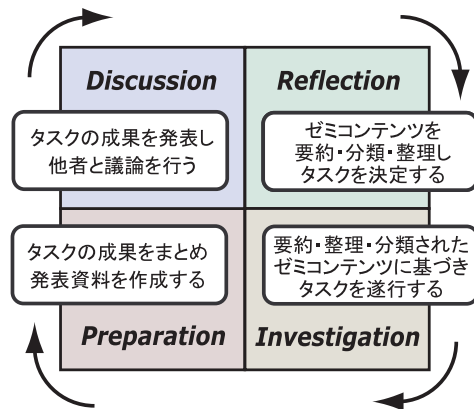 Discussion
タスクの成果を発表し
他者と議論を行う
Reflection
ゼミコンテンツを
要約・分類・整理し
タスクを決定する
タスクの成果をまとめ
発表資料を作成する
Preparation
要約・整理・分類された
ゼミコンテンツに基づき
タスクを遂行する
Investigation